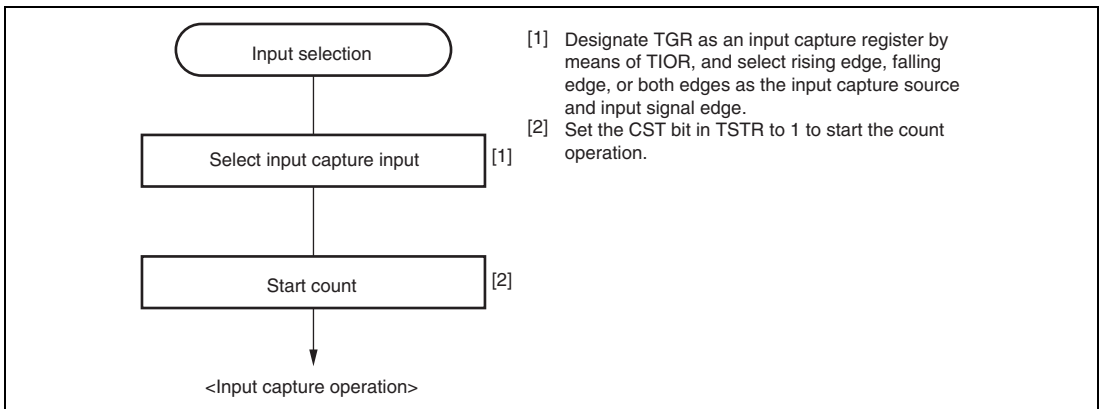 Input selection
Select input capture input
[1]
Start count
[2]
<Input capture operation>
[1] Designate TGR as an input capture register by
means of TIOR, and select rising edge, falling
edge, or both edges as the input capture source
and input signal edge.
[2] Set the CST bit in TSTR to 1 to start the count
operation.